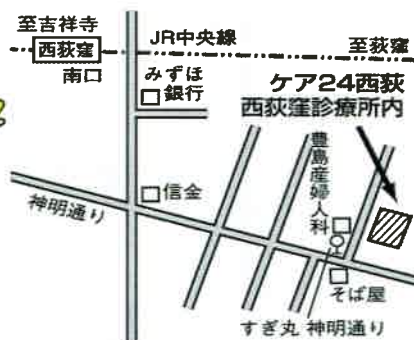 至吉祥寺
西荻窪
JR中央線
至荻窪
南口
みずほ
銀行
ケア24西荻
西荻窪診療所内
豊島産婦人科
信金
神明通り
そば屋
すぎ丸 神明通り